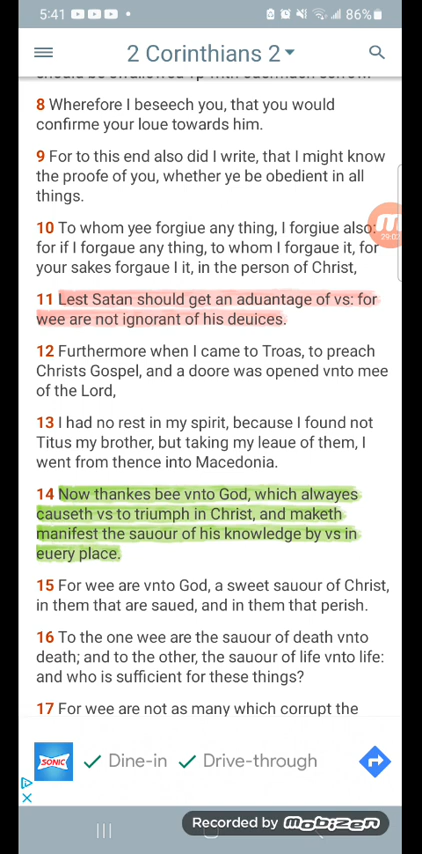 5:41 86%
2 Corinthians 2
8 Wherefore I beseech you, that you would
confirme your loue towards him.
9 For to this end also did I write, that I might know
the proofe of you, whether ye be obedient in all
things.
10 To whom yee forgiue any thing, I forgiue also:
for if I forgaue any thing, to whom I forgaue it, for
your sakes forgaue I it, in the person of Christ,
29:02
11 Lest Satan should get an aduantage of vs: for
wee are not ignorant of his deuices.
12 Furthermore when I came to Troas, to preach
Christs Gospel, and a doore was opened vnto mee
of the Lord,
13 I had no rest in my spirit, because I found not
Titus my brother, but taking my leaue of them, I
went from thence into Macedonia.
14 Now thankes bee vnto God, which alwayes
causeth vs to triumph in Christ, and maketh
manifest the sauour of his knowledge by vs in
euery place.
15 For wee are vnto God, a sweet sauour of Christ,
in them that are saued, and in them that perish.
16 To the one wee are the sauour of death vnto
death; and to the other, the sauour of life vnto life:
and who is sufficient for these things?
17 For wee are not as many which corrupt the
SONIC Dine-in Drive-through
Recorded by mobizen